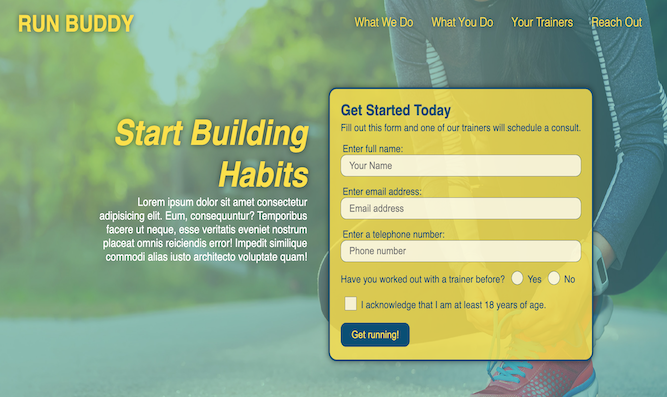 RUN BUDDY
What We Do
What You Do
Your Trainers
Reach Out
Start Building
Habits
Lorem ipsum dolor sit amet consectetur
adipisicing elit. Eum, consequuntur? Temporibus
facere ut neque, esse veritatis eveniet nostrum
placeat omnis reiciendis error! Impedit similique
commodi alias iusto architecto voluptate quam!
Get Started Today
Fill out this form and one of our trainers will schedule a consult.
Enter full name:
Your Name
Enter email address:
Email address
Enter a telephone number:
Phone number
Have you worked out with a trainer before? Yes No
I acknowledge that I am at least 18 years of age.
Get running!